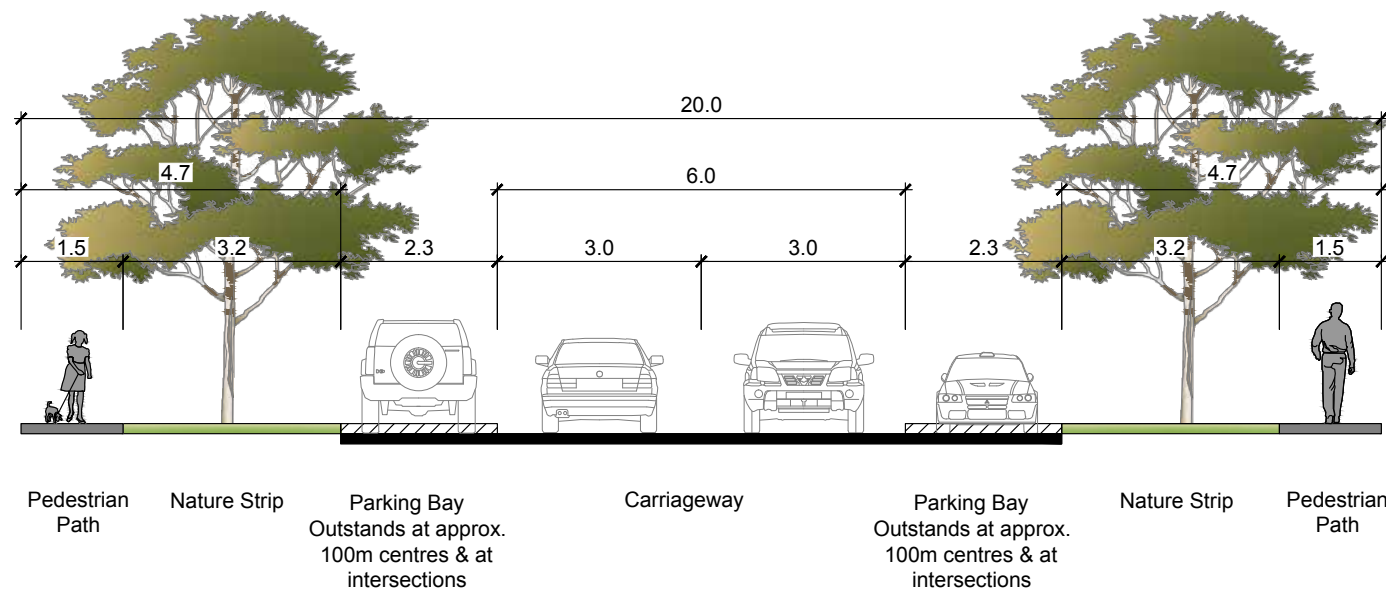 20.0
4.7
6.0
4.7
1.5
3.2
2.3
3.0
3.0
2.3
3.2
1.5
Pedestrian
Path
Nature Strip
Parking Bay
Outstands at approx.
100m centres & at
intersections
Carriageway
Parking Bay
Outstands at approx.
100m centres & at
intersections
Nature Strip
Pedestrian
Path